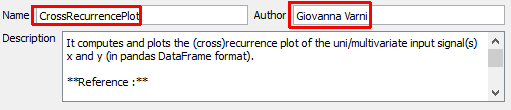 Name CrossRecurrencePlot Author Giovanna Varni
Description It computes and plots the (cross)recurrence plot of the uni/multivariate input signal(s)
x and y (in pandas DataFrame format).
**Reference :**